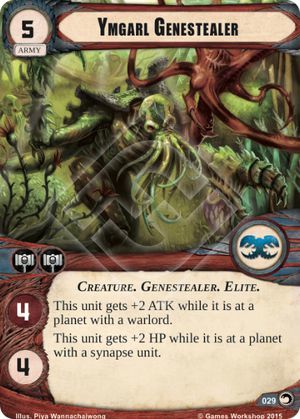 Ymgarl Genestealer
5
ARMY
Creature. Genestealer. Elite.
4
This unit gets +2 ATK while it is at a
planet with a warlord.
This unit gets +2 HP while it is at a planet
with a synapse unit.
4
029
Illus. Piya Wannachaiwong
© Games Workshop 2015